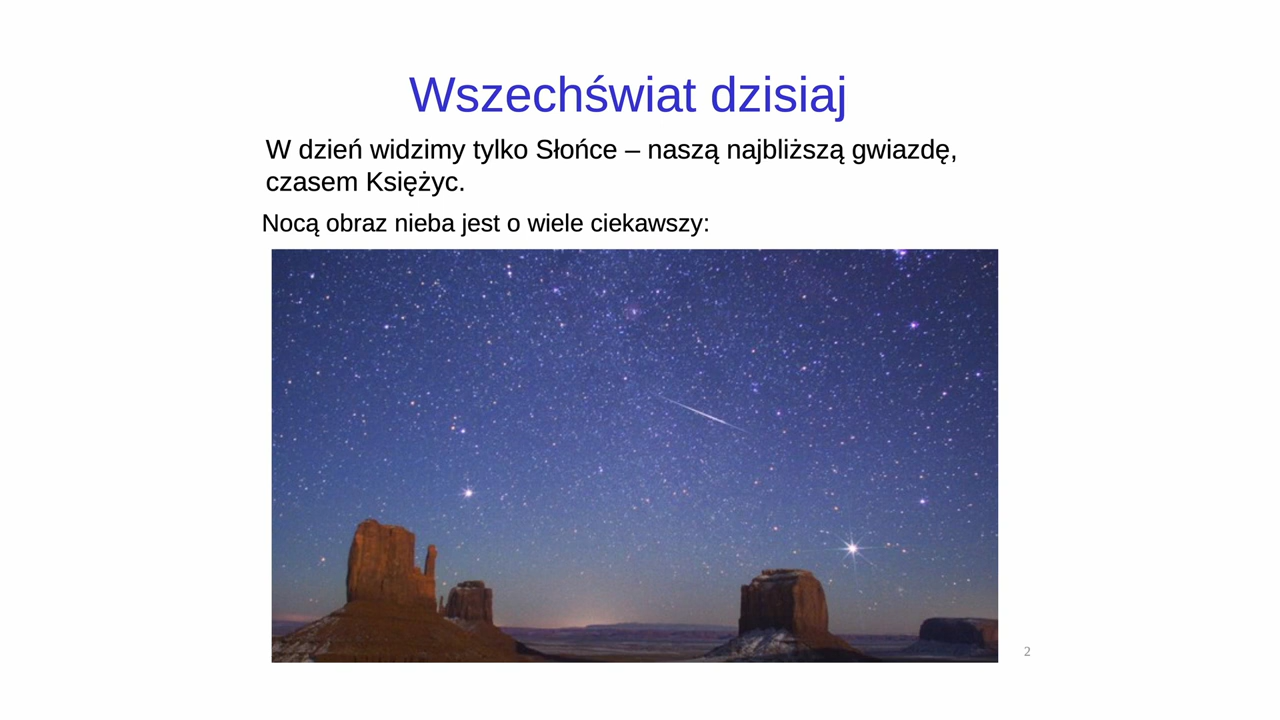 Wszechświat dzisiaj
W dzień widzimy tylko Słońce – naszą najbliższą gwiazdę,
czasem Księżyc.
Nocą obraz nieba jest o wiele ciekawszy:
2